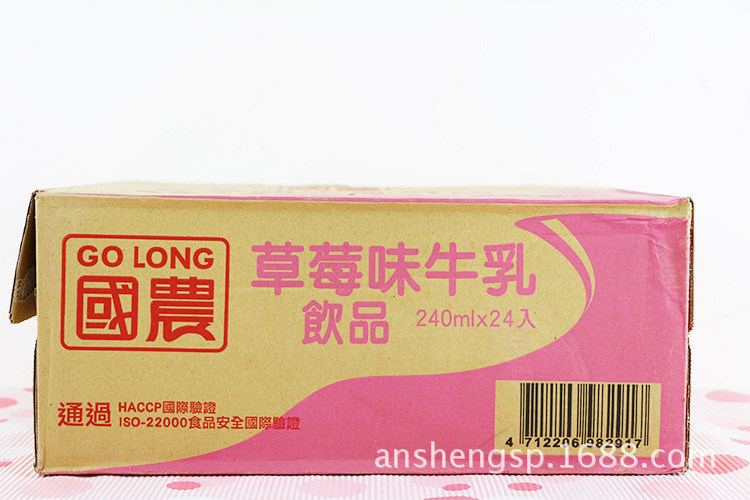 GO LONG
國農
草莓味牛乳
飲品 240mlx24入
通過 HACCP國際驗證
ISO-22000食品安全國際驗證
4 712206 982917
anshengsp.1688.com